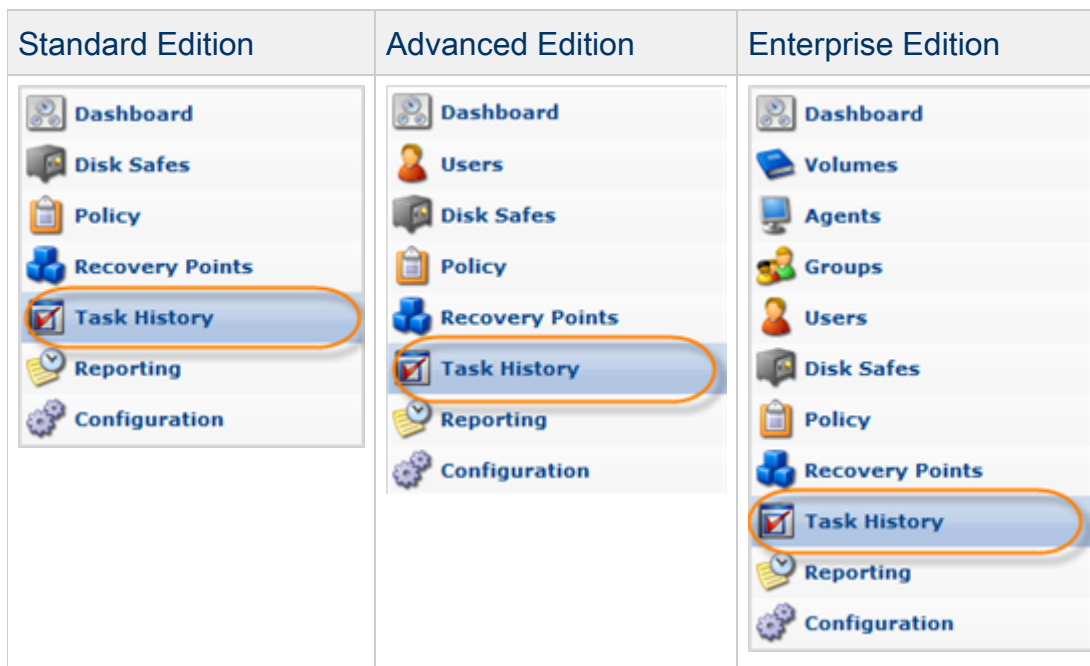 Standard Edition
Dashboard
Disk Safes
Policy
Recovery Points
Task History
Reporting
Configuration
Advanced Edition
Dashboard
Users
Disk Safes
Policy
Recovery Points
Task History
Reporting
Configuration
Enterprise Edition
Dashboard
Volumes
Agents
Groups
Users
Disk Safes
Policy
Recovery Points
Task History
Reporting
Configuration